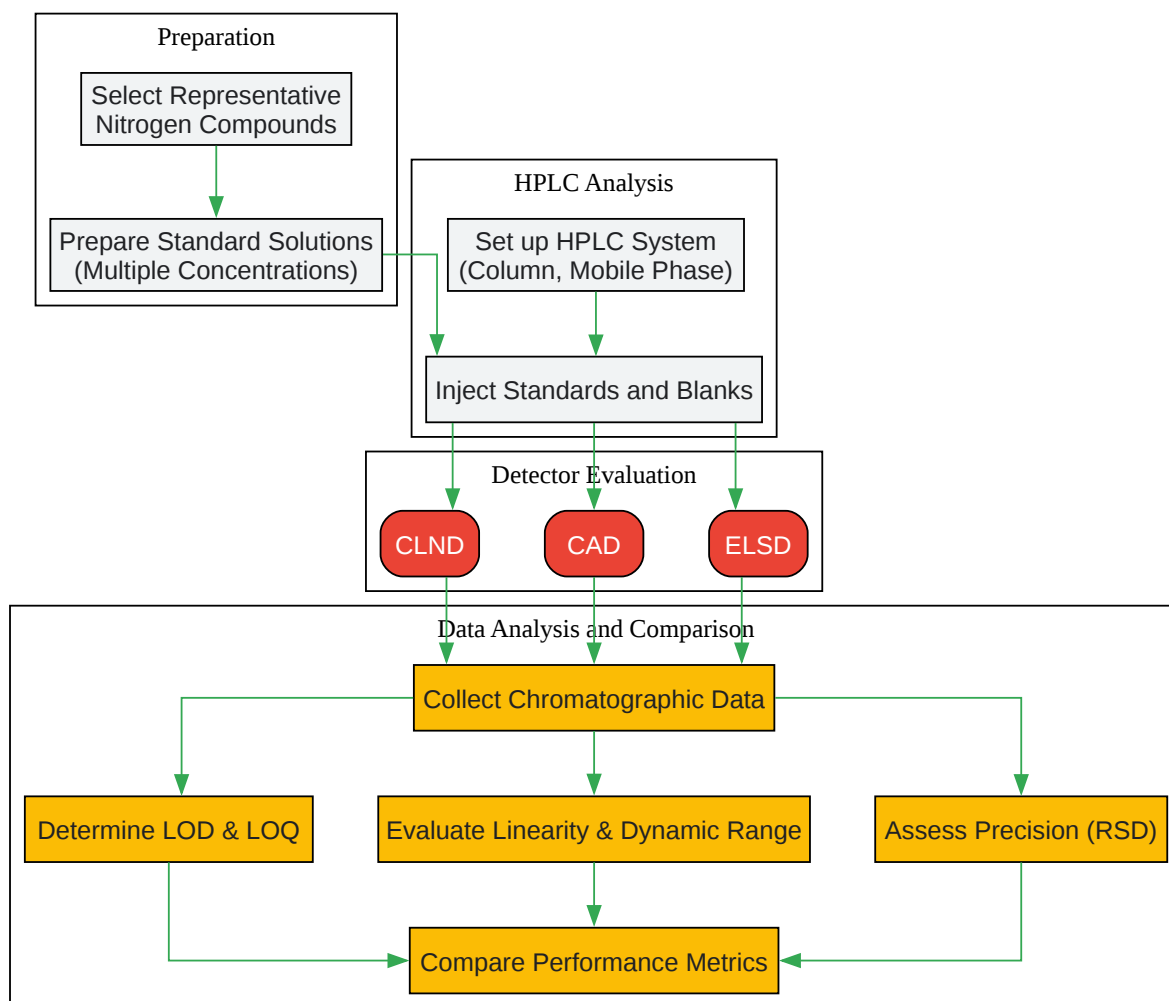 Preparation
Select Representative
Nitrogen Compounds
Prepare Standard Solutions
(Multiple Concentrations)
HPLC Analysis
Set up HPLC System
(Column, Mobile Phase)
Inject Standards and Blanks
Detector Evaluation
CLND
CAD
ELSD
Data Analysis and Comparison
Collect Chromatographic Data
Determine LOD & LOQ
Evaluate Linearity & Dynamic Range
Assess Precision (RSD)
Compare Performance Metrics